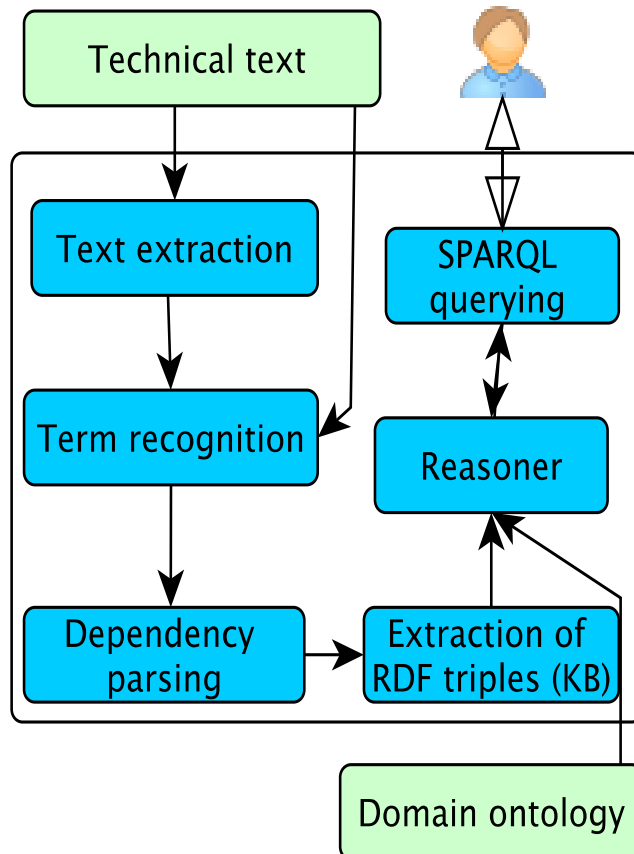 Technical text
Text extraction
SPARQL
querying
Term recognition
Reasoner
Dependency
parsing
Extraction of
RDF triples (KB)
Domain ontology